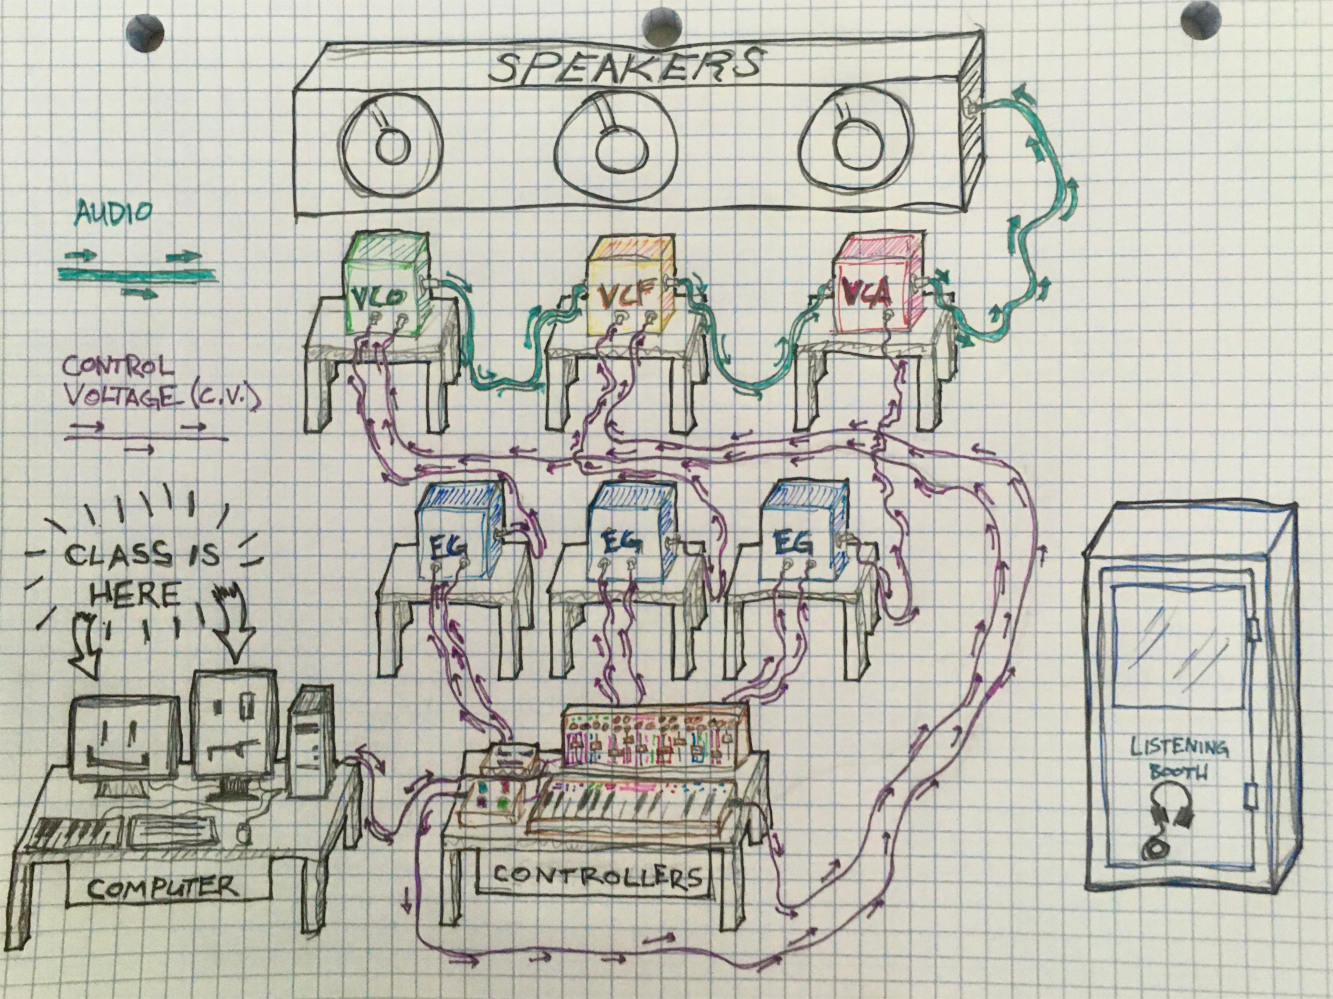 SPEAKERS
AUDIO
VCO
VCF
VCA
CONTROL
VOLTAGE (C.V.)
CLASS IS
HERE
EG
EG
EG
LISTENING
BOOTH
COMPUTER
CONTROLLERS